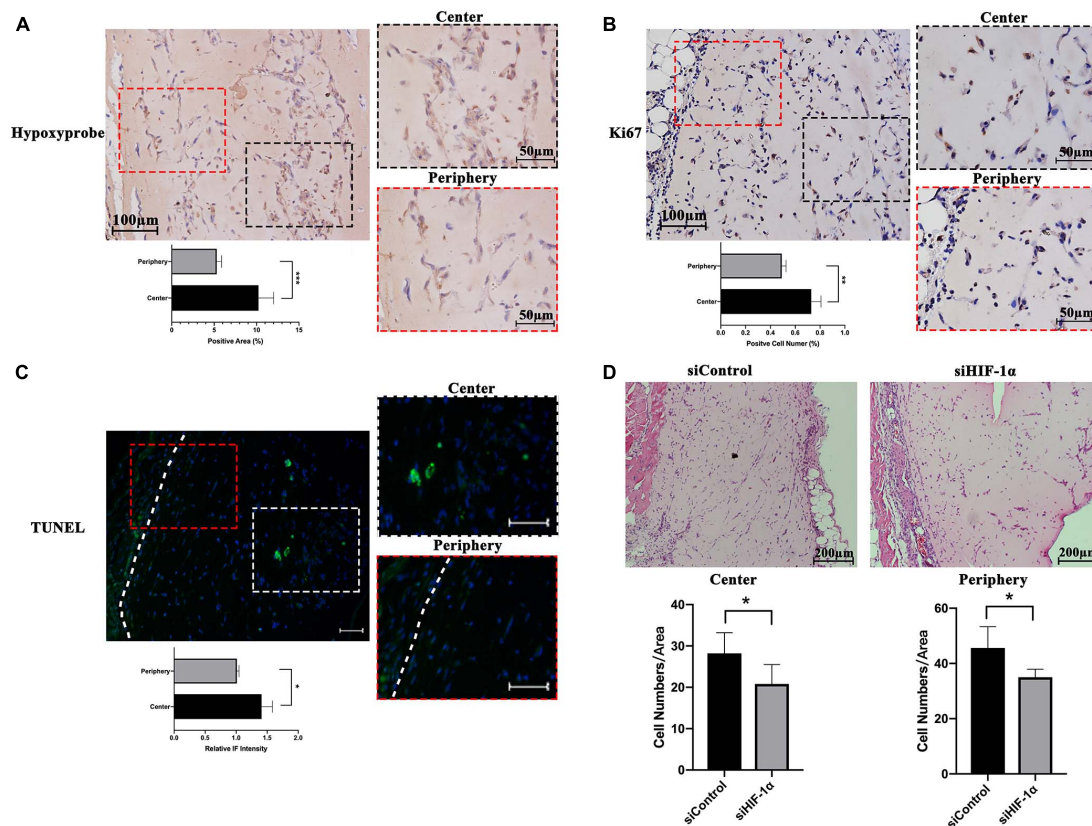 A
Center
Hypoxyprobe
100µm
50µm
Periphery
50µm
Periphery
Center
***
0
5
10
15
Positive Area (%)
B
Center
Ki67
100µm
50µm
Periphery
50µm
Periphery
Center
**
0.0
0.2
0.4
0.6
0.8
1.0
Positve Cell Numer (%)
C
Center
TUNEL
Periphery
Periphery
Center
*
0.0
0.5
1.0
1.5
2.0
Relative IF Intensity
D
siControl
siHIF-1α
200µm
200µm
Center
*
40
30
20
10
0
Cell Numbers/Area
siControl
siHIF-1α
Periphery
*
60
40
20
0
Cell Numbers/Area
siControl
siHIF-1α